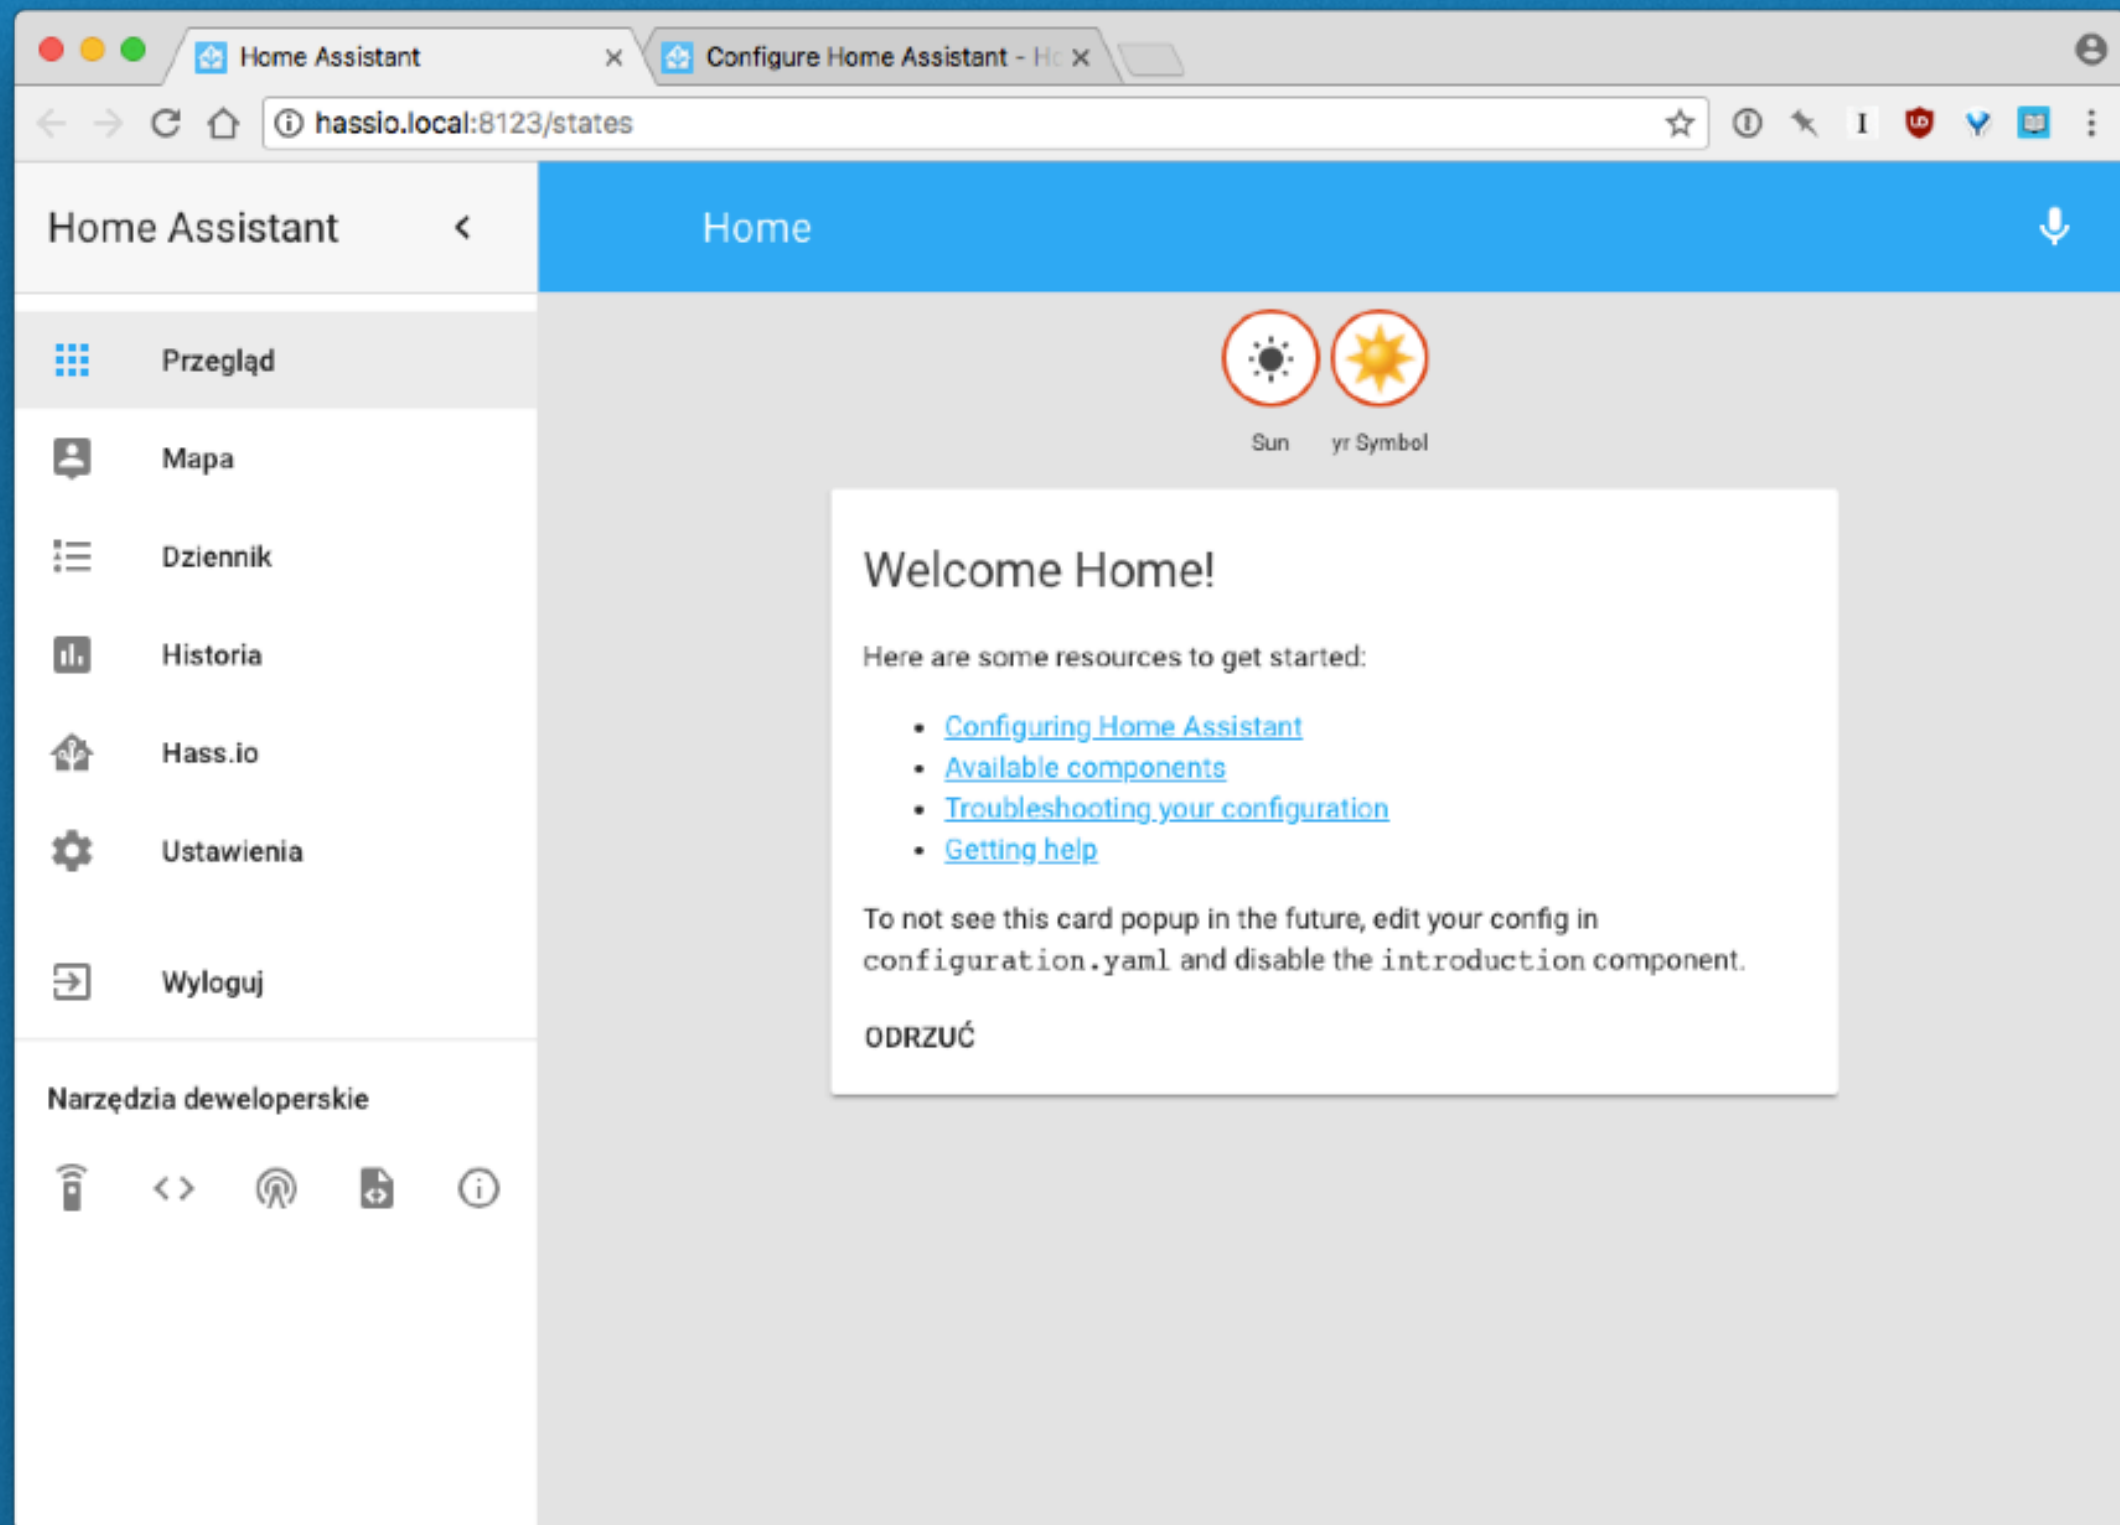 Home Assistant
Configure Home Assistant -
hassio.local:8123/states
Home Assistant
Home
Przegląd
Mapa
Dziennik
Historia
Hass.io
Ustawienia
Wyloguj
Narzędzia deweloperskie
Sun
yr Symbol
Welcome Home!
Here are some resources to get started:
Configuring Home Assistant
Available components
Troubleshooting your configuration
Getting help
To not see this card popup in the future, edit your config in
configuration.yaml and disable the introduction component.
ODRZUĆ